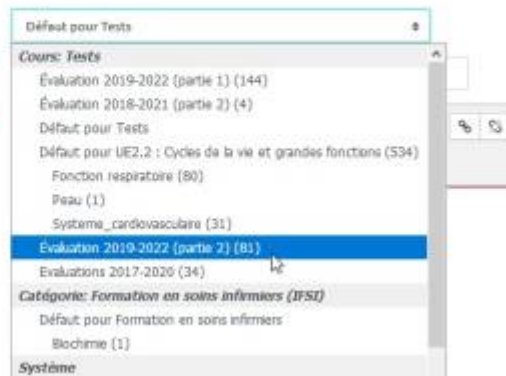 Défaut pour Tests
Cours: Tests
Évaluation 2019-2022 (partie 1) (144)
Évaluation 2018-2021 (partie 2) (4)
Défaut pour Tests
Défaut pour UE2.2 : Cycles de la vie et grandes fonctions (534)
Fonction respiratoire (80)
Peau (1)
Systeme_cardiovasculaire (31)
Évaluation 2019-2022 (partie 2) (81)
Evaluations 2017-2020 (34)
Catégorie: Formation en soins infirmiers (IFSI)
Défaut pour Formation en soins infirmiers
Biochimie (1)
Système